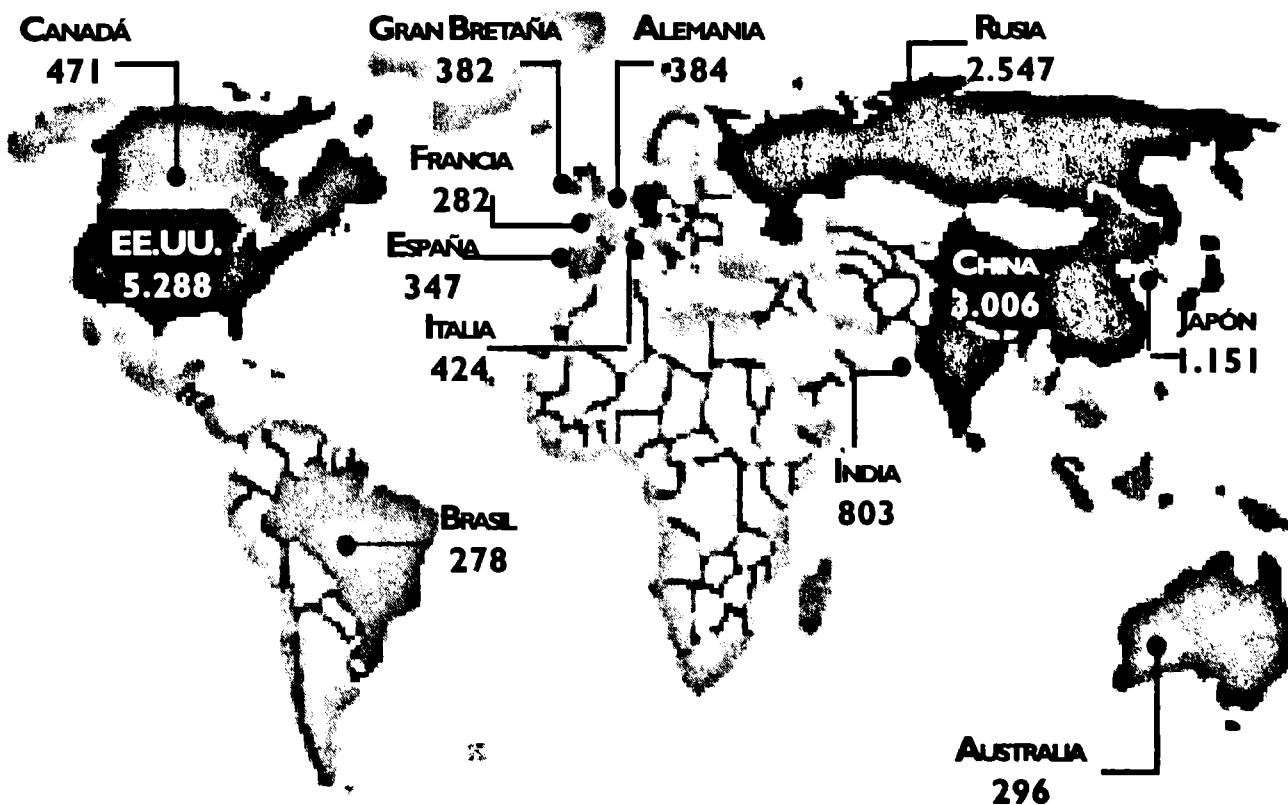 CANADÁ
471
GRAN BRETAÑA
382
ALEMANIA
384
RUSIA
2.547
FRANCIA
282
EE.UU.
5.288
ESPAÑA
347
CHINA
3.006
ITALIA
424
JAPÓN
1.151
ÍNDIA
803
BRASIL
278
AUSTRALIA
296